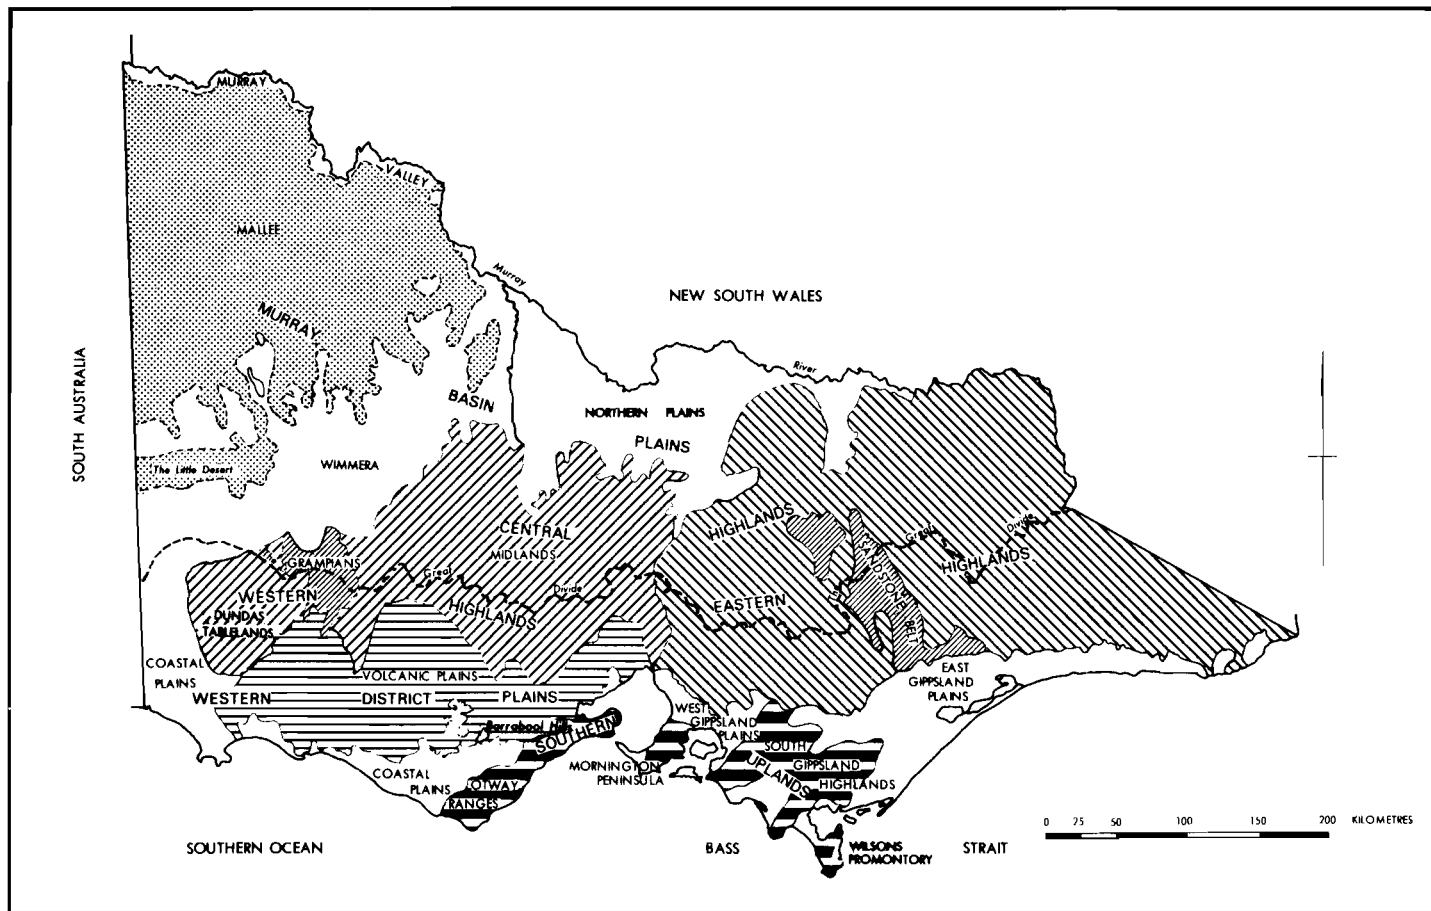 MURRAY
VALLEY
MALLEE
Murray
NEW SOUTH WALES
MURRAY
River
SOUTH AUSTRALIA
BASIN
NORTHERN PLAINS
PLAINS
The Little Desert
WIMMERA
HIGHLANDS
CENTRAL
MIDLANDS
Great
Divide
SANDSTONE BELT
HIGHLANDS
GRAMPIANS
Great
Divide
WESTERN
HIGHLANDS
EASTERN
DUNDAS
TABLELANDS
COASTAL
PLAINS
VOLCANIC PLAINS
EAST
GIPPSLAND
PLAINS
WESTERN DISTRICT PLAINS
WEST
GIPPSLAND
PLAINS
Barrabool Hills
SOUTHERN
SOUTH
GIPPSLAND
HIGHLANDS
UPLANDS
MORNINGTON
PENINSULA
COASTAL
PLAINS
OTWAY
RANGES
0 25 50 100 150 200 KILOMETRES
SOUTHERN OCEAN
BASS STRAIT
WILSONS
PROMONTORY